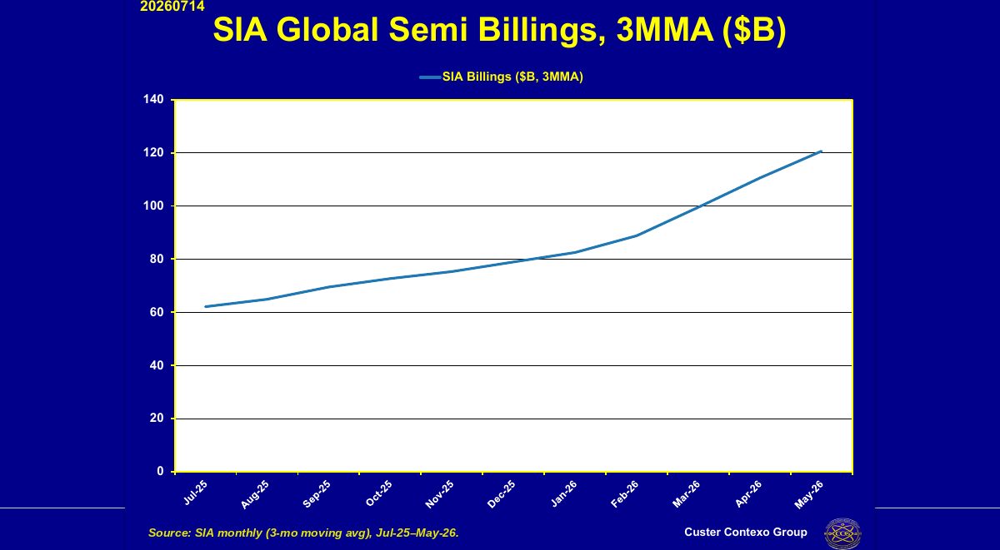 20260714
SIA Global Semi Billings, 3MMA ($B)
SIA Billings ($B, 3MMA)
140
120
100
80
60
40
20
0
Jul-25
Aug-25
Sep-25
Oct-25
Nov-25
Dec-25
Jan-26
Feb-26
Mar-26
Apr-26
May-26
Source: SIA monthly (3-mo moving avg), Jul-25–May-26.
Custer Contexo Group